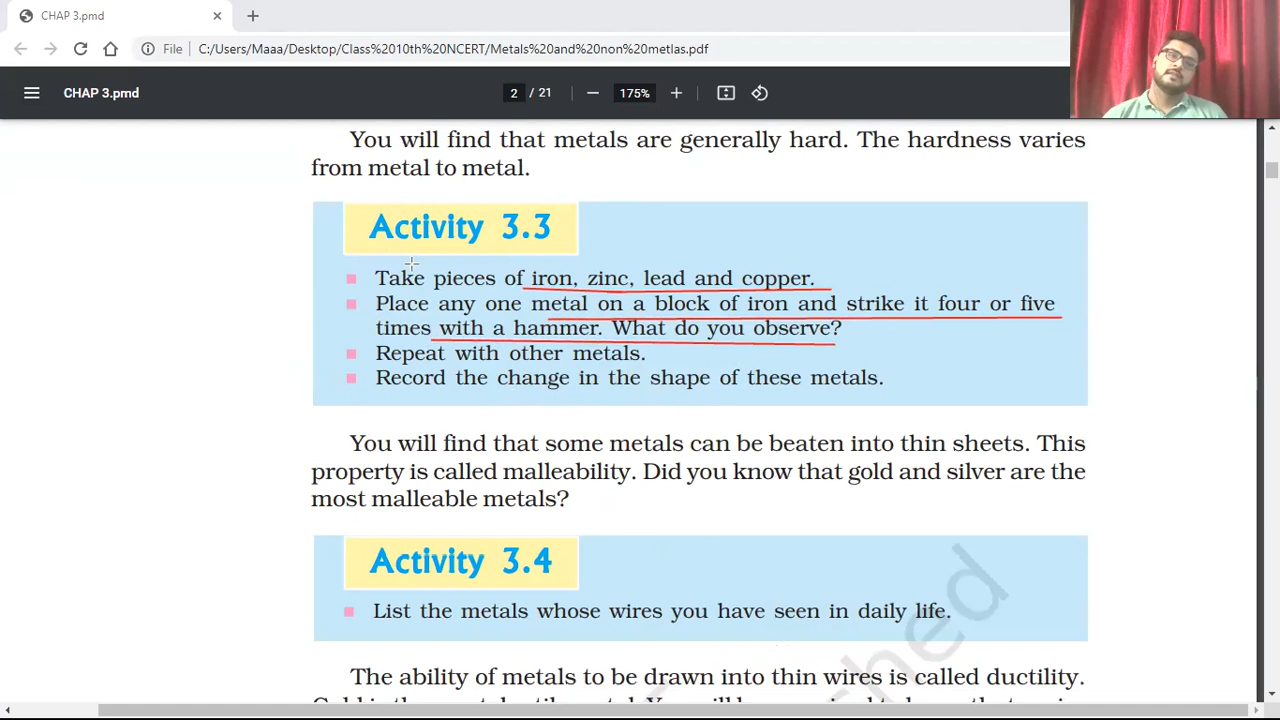 CHAP 3.pmd
File C:/Users/Maaa/Desktop/Class%2010th%20NCERT/Metals%20and%20non%20metlas.pdf
CHAP 3.pmd 2 / 21 175%
You will find that metals are generally hard. The hardness varies
from metal to metal.
Activity 3.3
Take pieces of iron, zinc, lead and copper.
Place any one metal on a block of iron and strike it four or five
times with a hammer. What do you observe?
Repeat with other metals.
Record the change in the shape of these metals.
You will find that some metals can be beaten into thin sheets. This
property is called malleability. Did you know that gold and silver are the
most malleable metals?
Activity 3.4
List the metals whose wires you have seen in daily life.
The ability of metals to be drawn into thin wires is called ductility.